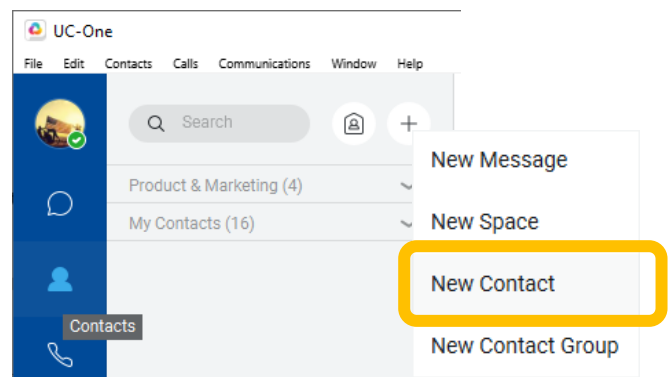 UC-One
File Edit Contacts Calls Communications Window Help
Search
New Message
Product & Marketing (4)
My Contacts (16)
New Space
New Contact
Contacts
New Contact Group